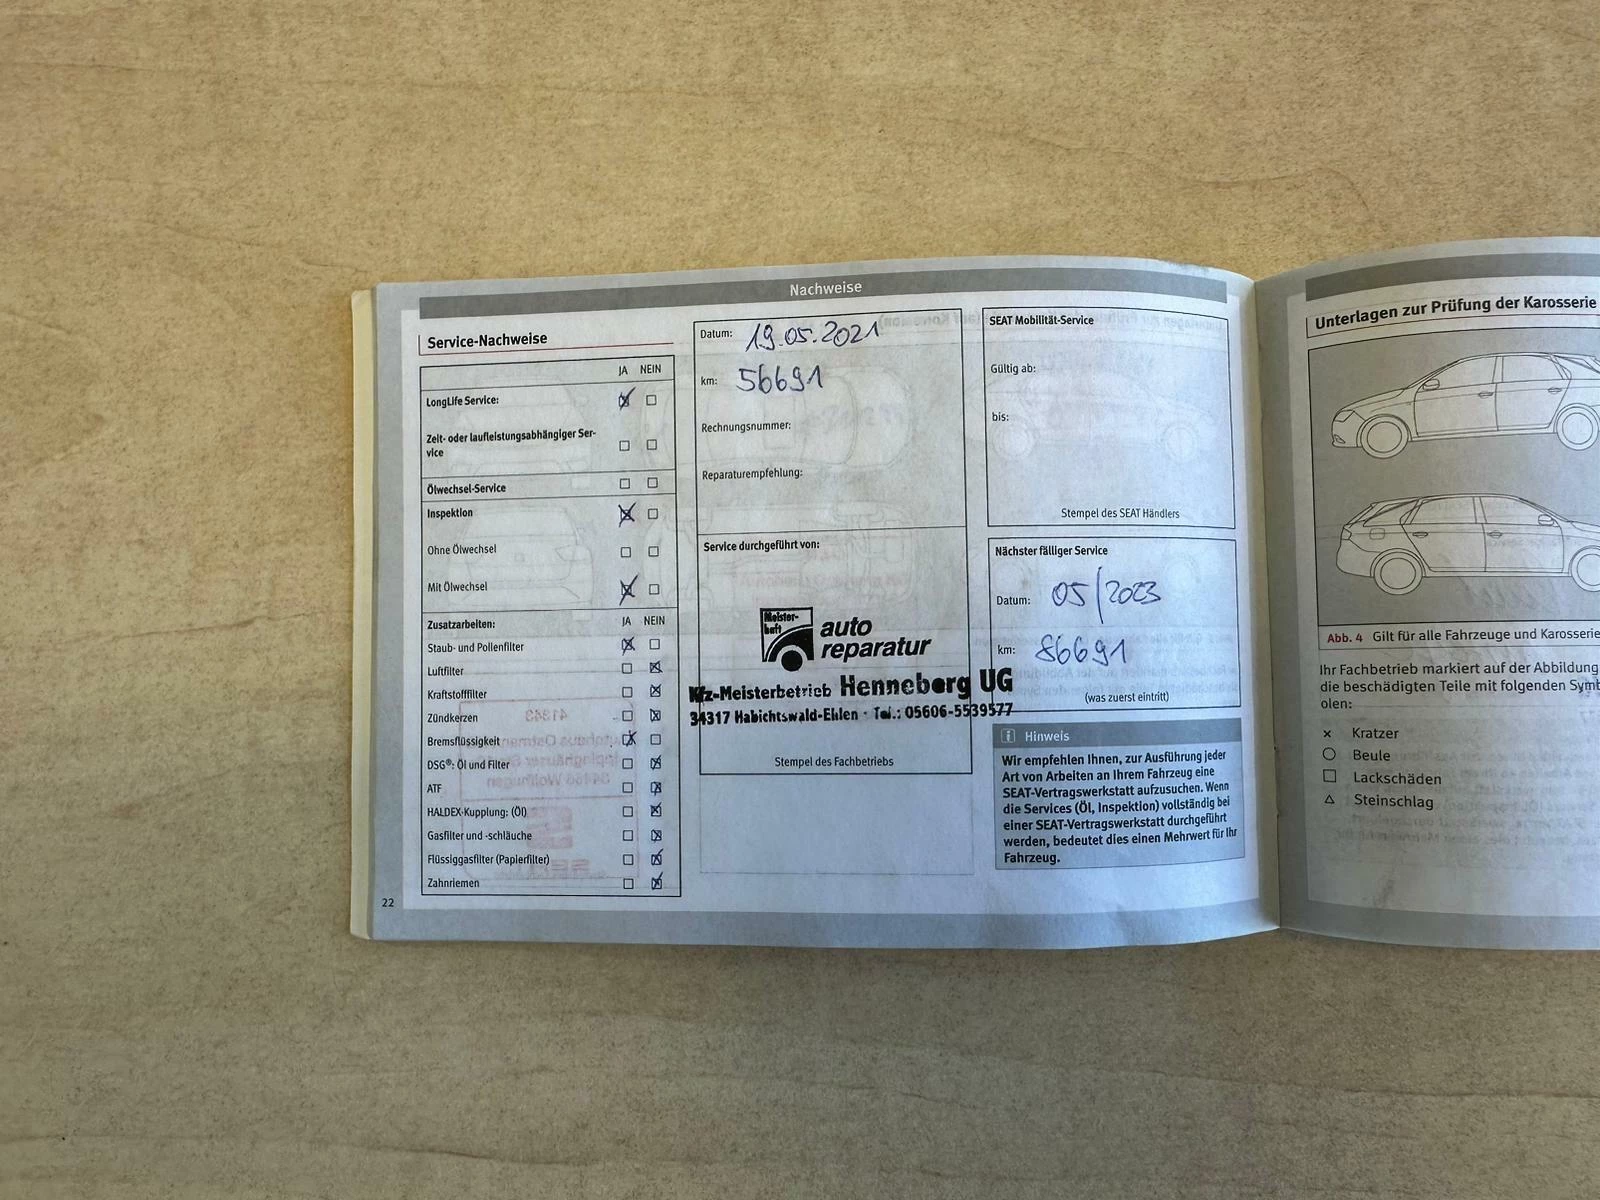 Nachweise
Service-Nachweise
JA NEIN
LongLife Service:
Zeit- oder laufleistungsabhängiger Ser-
vice
Ölwechsel-Service
Inspektion
Ohne Ölwechsel
Mit Ölwechsel
Zusatzarbeiten: JA NEIN
Staub- und Pollenfilter
Luftfilter
Kraftstofffilter
Zündkerzen
Bremsflüssigkeit
DSG®: Öl und Filter
ATF
HALDEX-Kupplung: (Öl)
Gasfilter und -schläuche
Flüssiggasfilter (Papierfilter)
Zahnriemen
22
Datum: 19.05.2021
km: 56691
Rechnungsnummer:
Reparaturempfehlung:
Service durchgeführt von:
Meister-
haft
auto
reparatur
Kfz-Meisterbetrieb Henneborg UG
34317 Habichtswald-Ehlen · Tel.: 05606-5539577
Stempel des Fachbetriebs
SEAT Mobilität-Service
Gültig ab:
bis:
Stempel des SEAT Händlers
Nächster fälliger Service
Datum: 05/2023
km: 86691
(was zuerst eintritt)
i Hinweis
Wir empfehlen Ihnen, zur Ausführung jeder
Art von Arbeiten an Ihrem Fahrzeug eine
SEAT-Vertragswerkstatt aufzusuchen. Wenn
die Services (Öl, Inspektion) vollständig bei
einer SEAT-Vertragswerkstatt durchgeführt
werden, bedeutet dies einen Mehrwert für Ihr
Fahrzeug.
Unterlagen zur Prüfung der Karosserie
Abb. 4 Gilt für alle Fahrzeuge und Karosserie
Ihr Fachbetrieb markiert auf der Abbildung
die beschädigten Teile mit folgenden Symb
olen:
× Kratzer
○ Beule
□ Lackschäden
△ Steinschlag